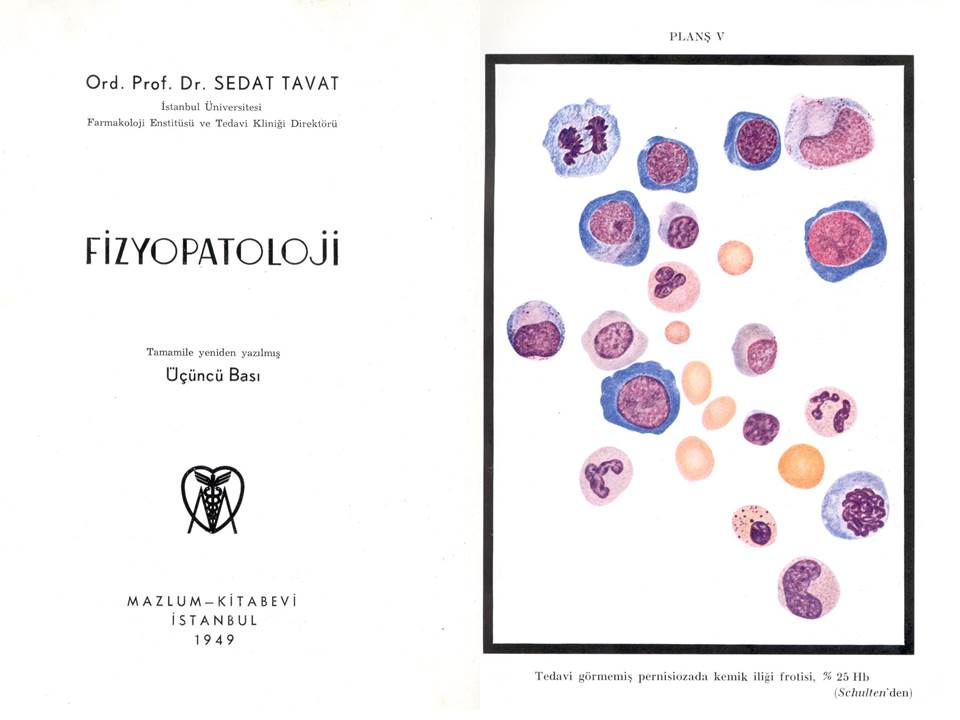 Ord. Prof. Dr. SEDAT TAVAT
İstanbul Üniversitesi
Farmakoloji Enstitüsü ve Tedavi Kliniği Direktörü
FİZYOPATOLOJİ
Tamamile yeniden yazılmış
Üçüncü Bası
MAZLUM–KİTABEVİ
İSTANBUL
1949
PLANŞ V
Tedavi görmemiş pernisiozada kemik iliği frotisi, % 25 Hb
(Schulten'den)